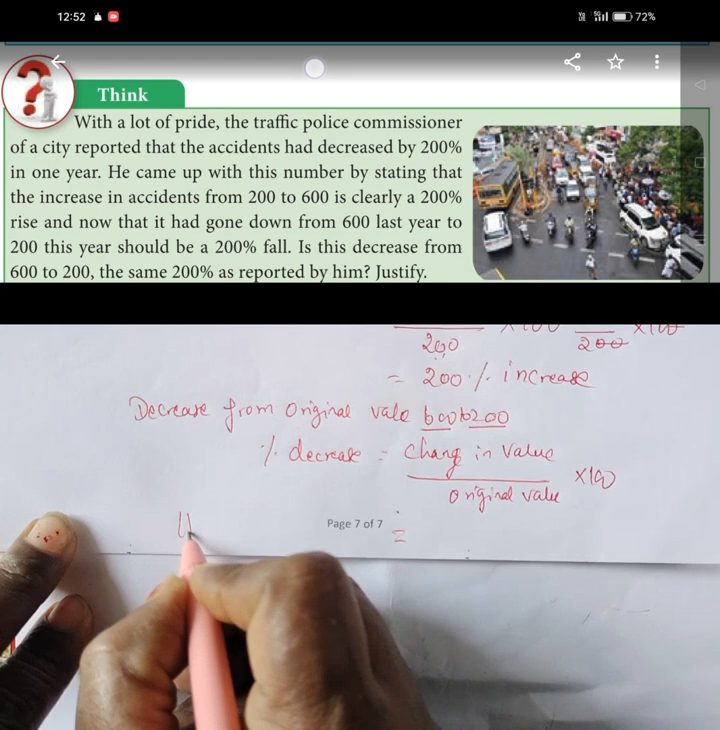 12:52
72%
Think
With a lot of pride, the traffic police commissioner
of a city reported that the accidents had decreased by 200%
in one year. He came up with this number by stating that
the increase in accidents from 200 to 600 is clearly a 200%
rise and now that it had gone down from 600 last year to
200 this year should be a 200% fall. Is this decrease from
600 to 200, the same 200% as reported by him? Justify.
200 200
= 200 % increase
Decrease from original vale 600 to 200
% decrease = change in value
original value ×100
Page 7 of 7
=